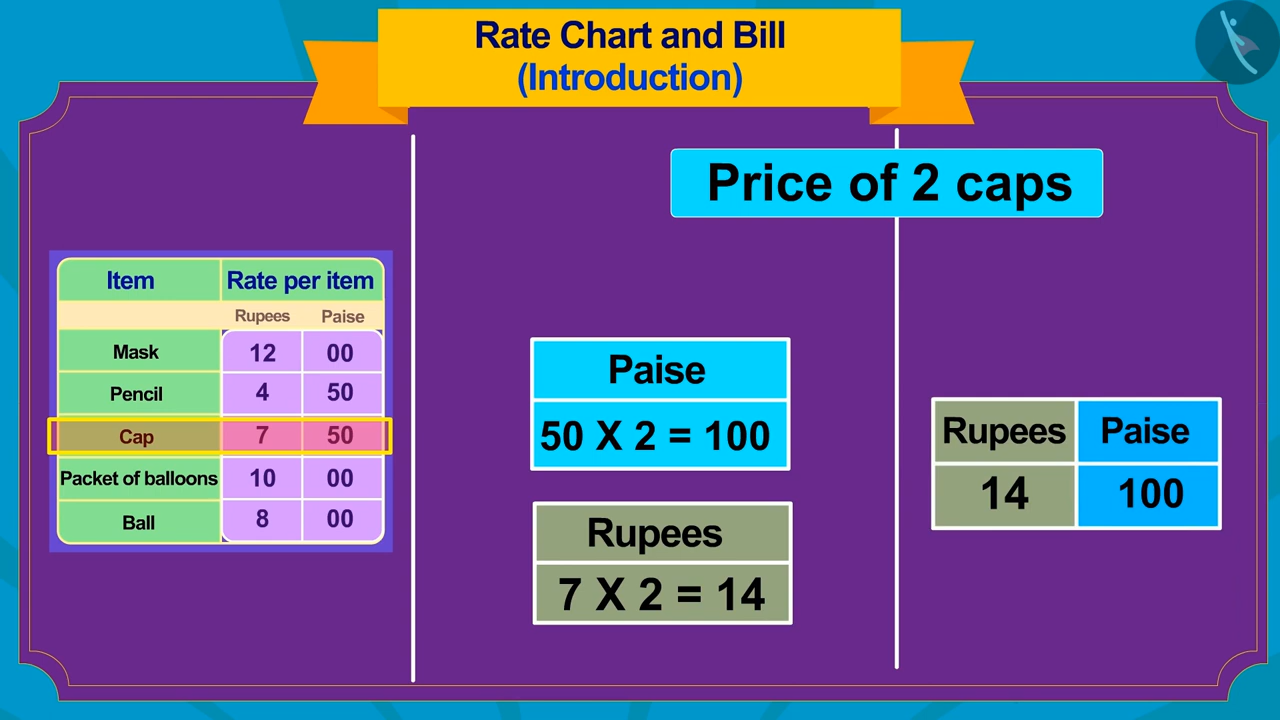 Rate Chart and Bill
(Introduction)
Price of 2 caps
Item Rate per item
Rupees Paise
Mask 12 00
Pencil 4 50
Cap 7 50
Packet of balloons 10 00
Ball 8 00
Paise
50 X 2 = 100
Rupees
7 X 2 = 14
Rupees Paise
14 100